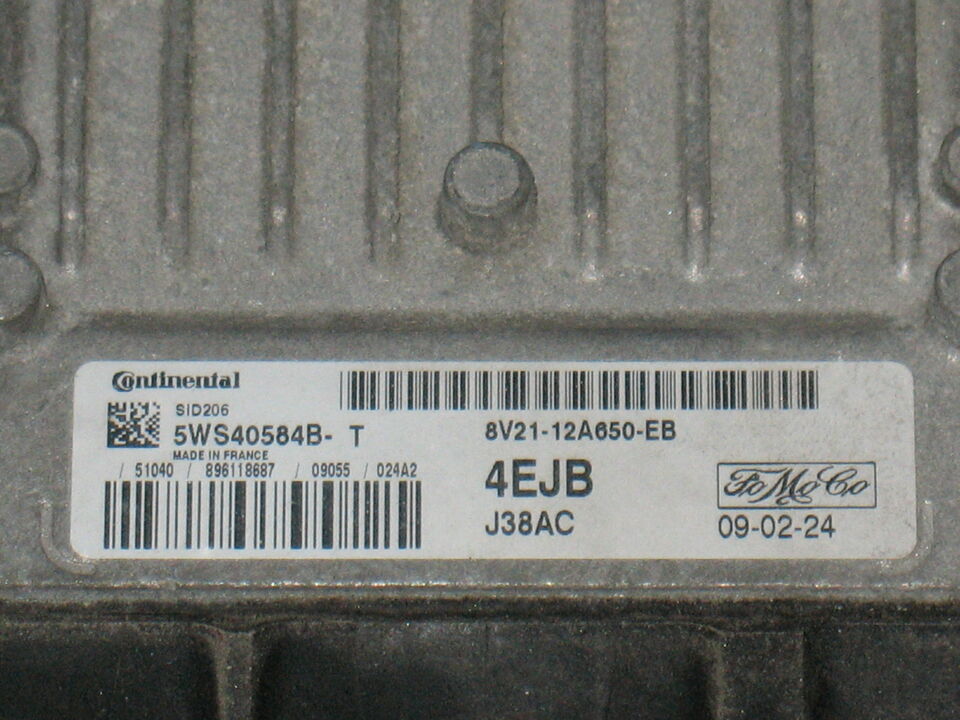 Continental
SID206
5WS40584B- T
MADE IN FRANCE
/ 51040 / 896118687 / 09055 / 024A2
8V21-12A650-EB
4EJB
J38AC
FoMoCo
09-02-24